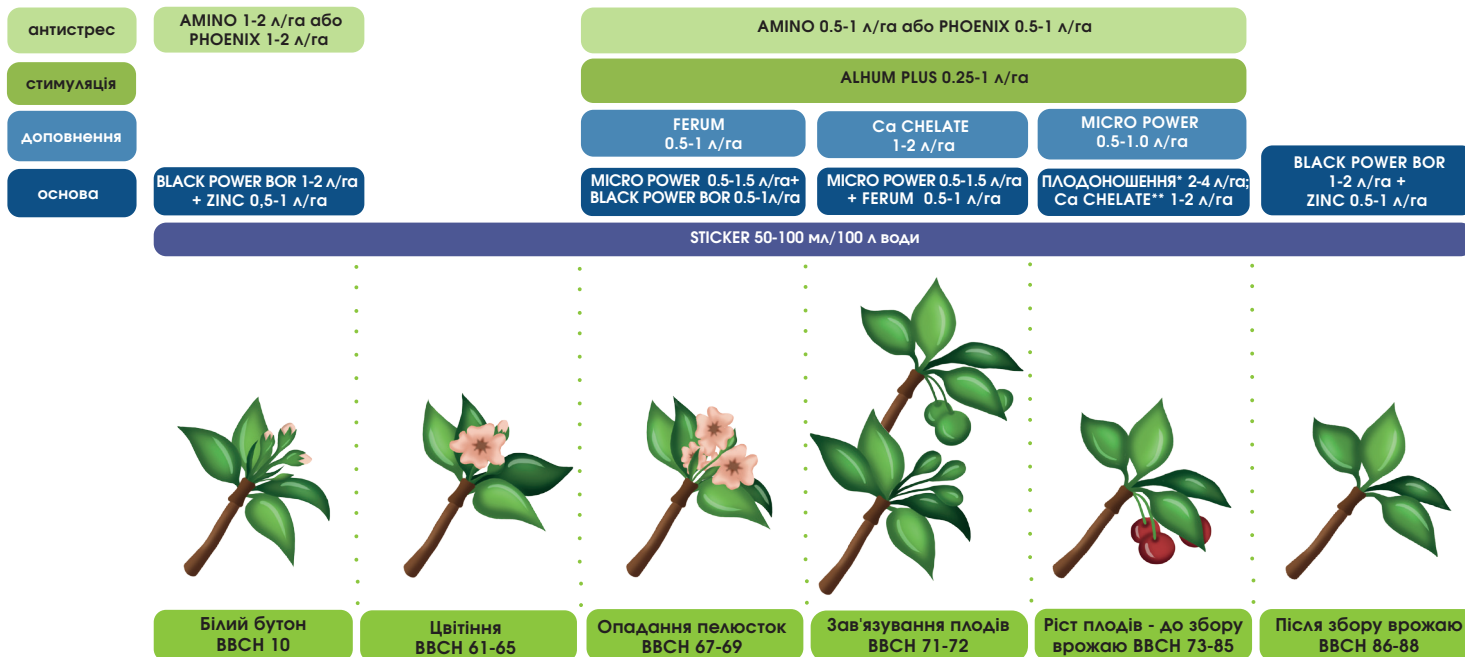 антистрес
AMINO 1-2 л/га або
PHOENIX 1-2 л/га
AMINO 0.5-1 л/га або PHOENIX 0.5-1 л/га
стимуляція
ALHUM PLUS 0.25-1 л/га
доповнення
FERUM
0.5-1 л/га
Ca CHELATE
1-2 л/га
MICRO POWER
0.5-1.0 л/га
основа
BLACK POWER BOR 1-2 л/га
+ ZINC 0,5-1 л/га
MICRO POWER 0.5-1.5 л/га+
BLACK POWER BOR 0.5-1л/га
MICRO POWER 0.5-1.5 л/га
+ FERUM 0.5-1 л/га
ПЛОДОНОШЕННЯ* 2-4 л/га;
Ca CHELATE** 1-2 л/га
BLACK POWER BOR
1-2 л/га +
ZINC 0.5-1 л/га
STICKER 50-100 мл/100 л води
Білий бутон
BBCH 10
Цвітіння
BBCH 61-65
Опадання пелюсток
BBCH 67-69
Зав'язування плодів
BBCH 71-72
Ріст плодів - до збору
врожаю BBCH 73-85
Після збору врожаю
BBCH 86-88